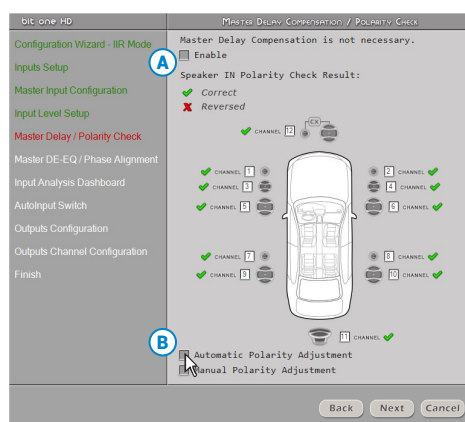 bit one HD
Master Delay Compensation / Polarity Check
Configuration Wizard - IIR Mode
Inputs Setup
Master Input Configuration
Input Level Setup
Master Delay / Polarity Check
Master DE-EQ / Phase Alignment
Input Analysis Dashboard
AutoInput Switch
Outputs Configuration
Outputs Channel Configuration
Finish
Master Delay Compensation is not necessary.
A
Enable
Speaker IN Polarity Check Result:
Correct
Reversed
CX
CHANNEL 12
CHANNEL 1
2 CHANNEL
CHANNEL 3
4 CHANNEL
CHANNEL 5
6 CHANNEL
CHANNEL 7
8 CHANNEL
CHANNEL 9
10 CHANNEL
11 CHANNEL
B
Automatic Polarity Adjustment
Manual Polarity Adjustment
Back Next Cancel